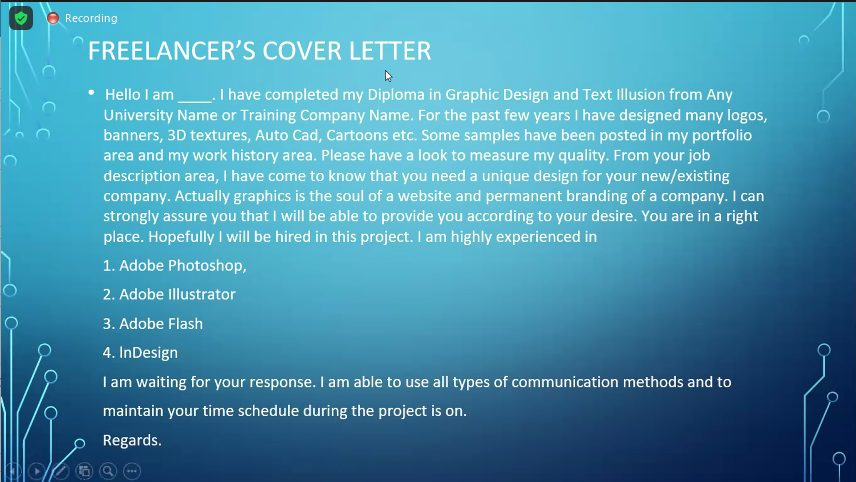 Recording
FREELANCER'S COVER LETTER
• Hello I am ____. I have completed my Diploma in Graphic Design and Text Illusion from Any
University Name or Training Company Name. For the past few years I have designed many logos,
banners, 3D textures, Auto Cad, Cartoons etc. Some samples have been posted in my portfolio
area and my work history area. Please have a look to measure my quality. From your job
description area, I have come to know that you need a unique design for your new/existing
company. Actually graphics is the soul of a website and permanent branding of a company. I can
strongly assure you that I will be able to provide you according to your desire. You are in a right
place. Hopefully I will be hired in this project. I am highly experienced in
1. Adobe Photoshop,
2. Adobe Illustrator
3. Adobe Flash
4. InDesign
I am waiting for your response. I am able to use all types of communication methods and to
maintain your time schedule during the project is on.
Regards.